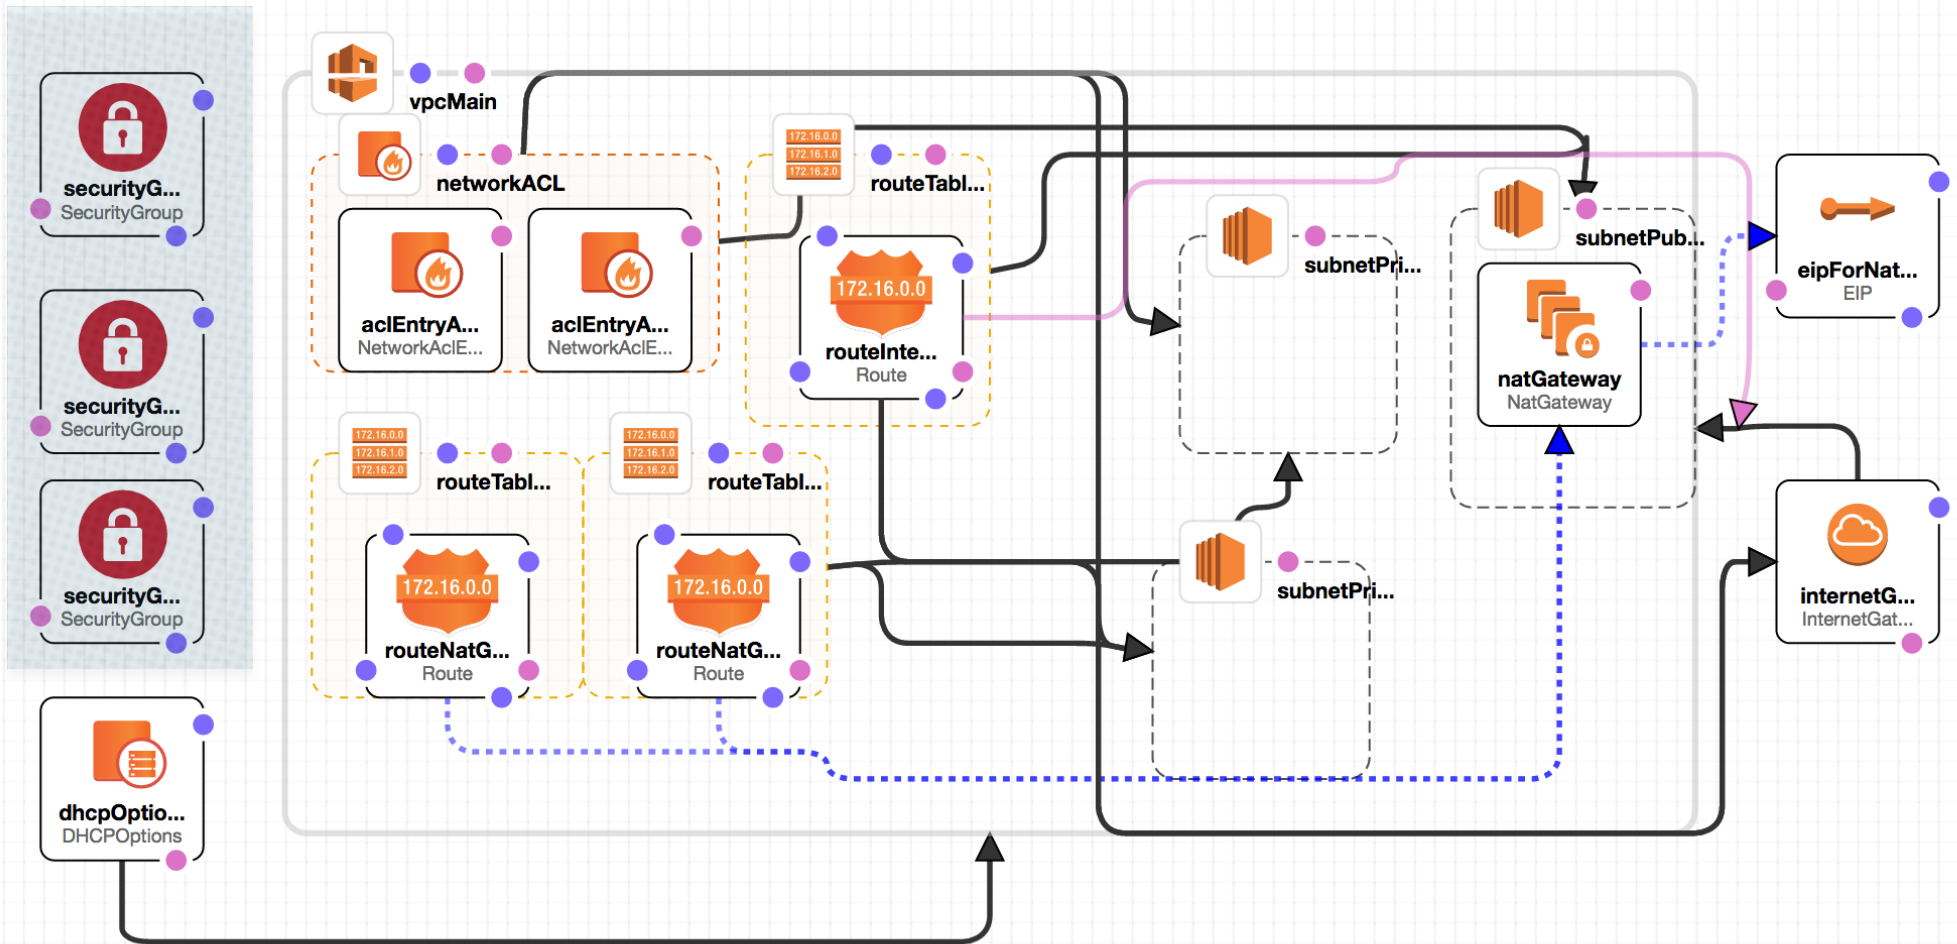 securityG...
SecurityGroup
securityG...
SecurityGroup
securityG...
SecurityGroup
dhcpOptio...
DHCPOptions
vpcMain
networkACL
aclEntryA...
NetworkAclE...
aclEntryA...
NetworkAclE...
172.16.0.0
172.16.1.0
172.16.2.0
routeTabl...
172.16.0.0
routeInte...
Route
172.16.0.0
172.16.1.0
172.16.2.0
routeTabl...
172.16.0.0
routeNatG...
Route
172.16.0.0
172.16.1.0
172.16.2.0
routeTabl...
172.16.0.0
routeNatG...
Route
subnetPri...
subnetPri...
subnetPub...
natGateway
NatGateway
eipForNat...
EIP
internetG...
InternetGat...